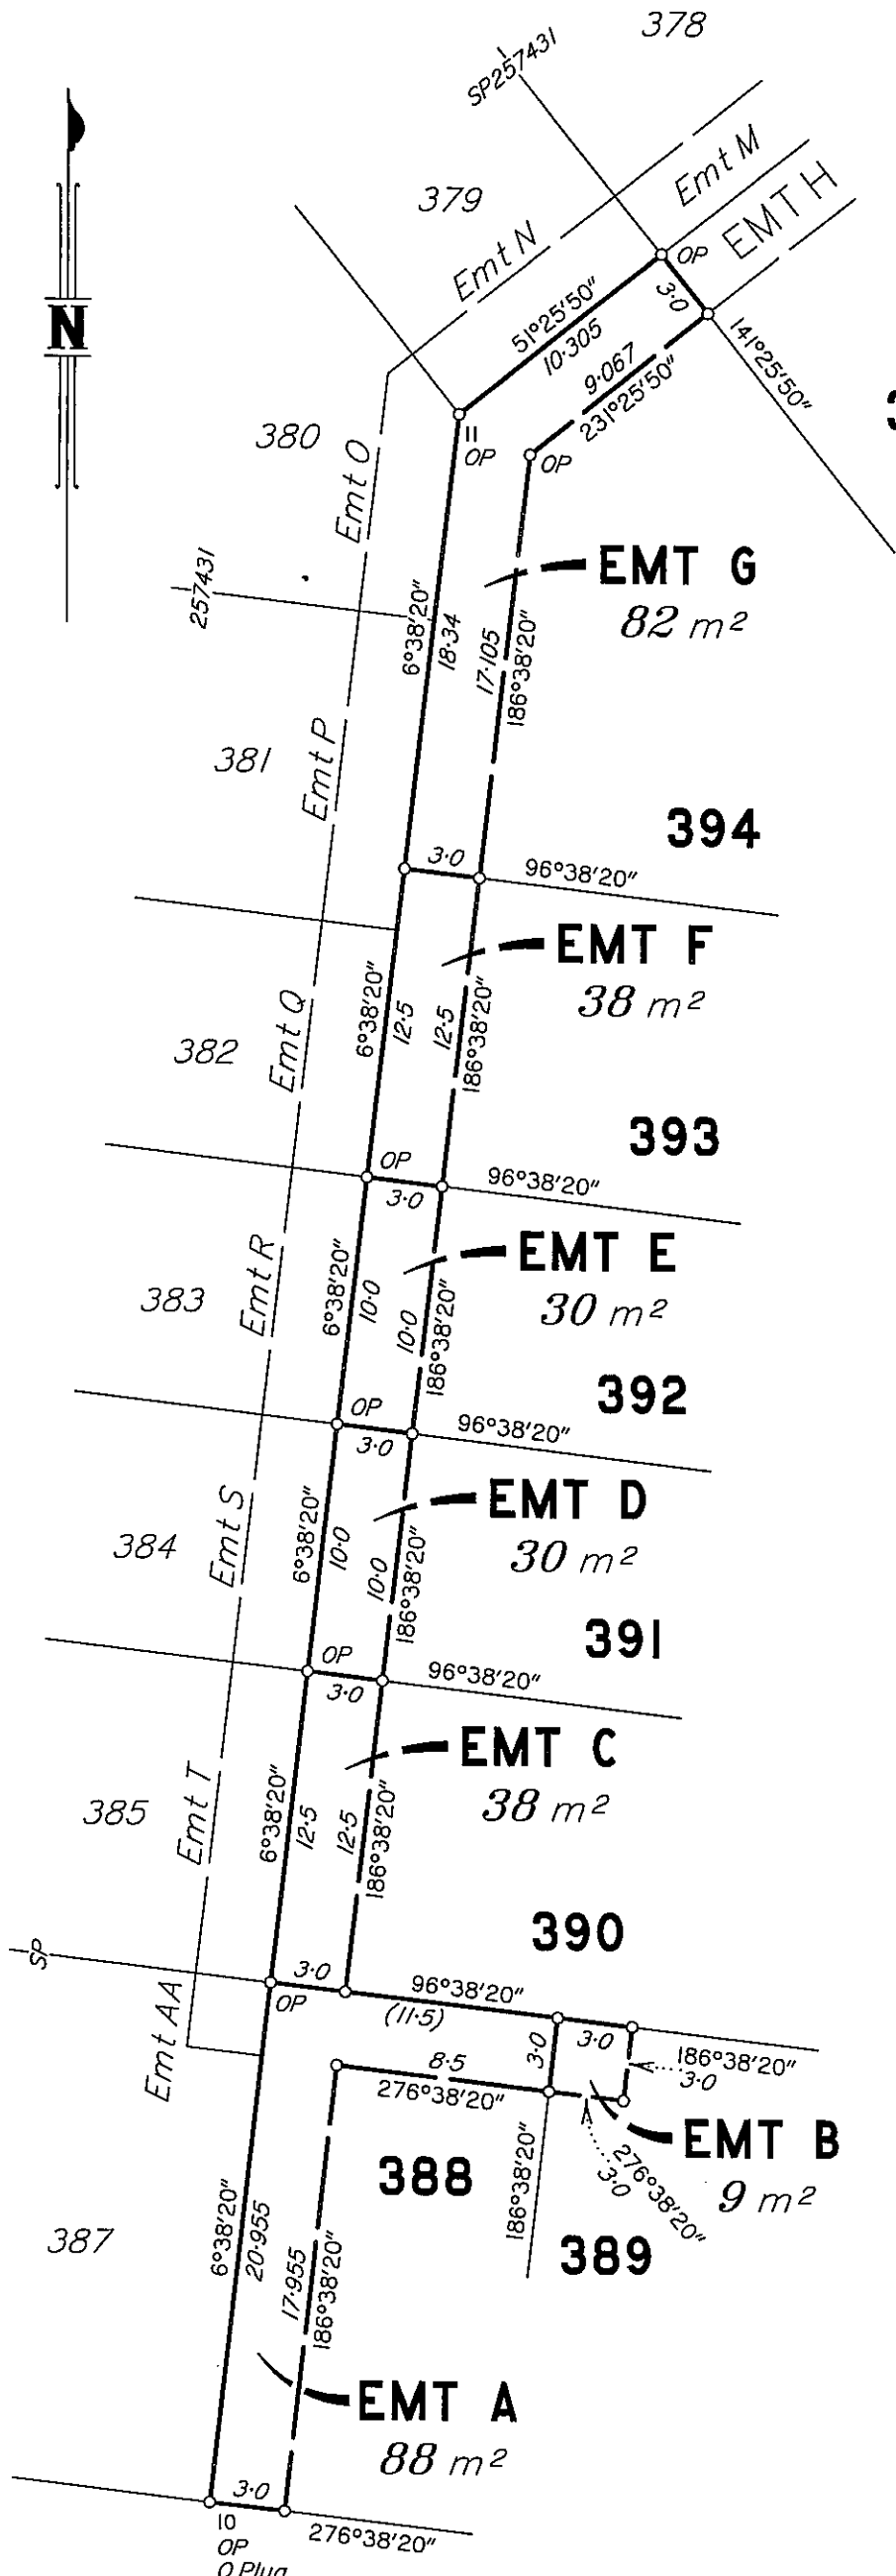 378
SP257431
379
Emt M
EMT H
Emt N
OP
N
3·0
51°25'50"
10·305
9·067
231°25'50"
141°25'50"
11
OP
OP
380
Emt O
257431
EMT G
82 m²
6°38'20"
18·34
17·105
186°38'20"
381
Emt P
394
3·0
96°38'20"
EMT F
38 m²
382
Emt Q
6°38'20"
12·5
12·5
186°38'20"
393
OP
3·0
96°38'20"
EMT E
30 m²
383
Emt R
6°38'20"
10·0
10·0
186°38'20"
392
OP
3·0
96°38'20"
EMT D
30 m²
384
Emt S
6°38'20"
10·0
10·0
186°38'20"
391
OP
3·0
96°38'20"
EMT C
38 m²
385
Emt T
6°38'20"
12·5
12·5
186°38'20"
390
SP
3·0
96°38'20"
OP
(11·5)
Emt AA
3·0
3·0
186°38'20"
3·0
8·5
276°38'20"
EMT B
9 m²
276°38'20"
3·0
388
186°38'20"
389
387
6°38'20"
20·955
17·955
186°38'20"
EMT A
88 m²
3·0
10
276°38'20"
OP
O Plug